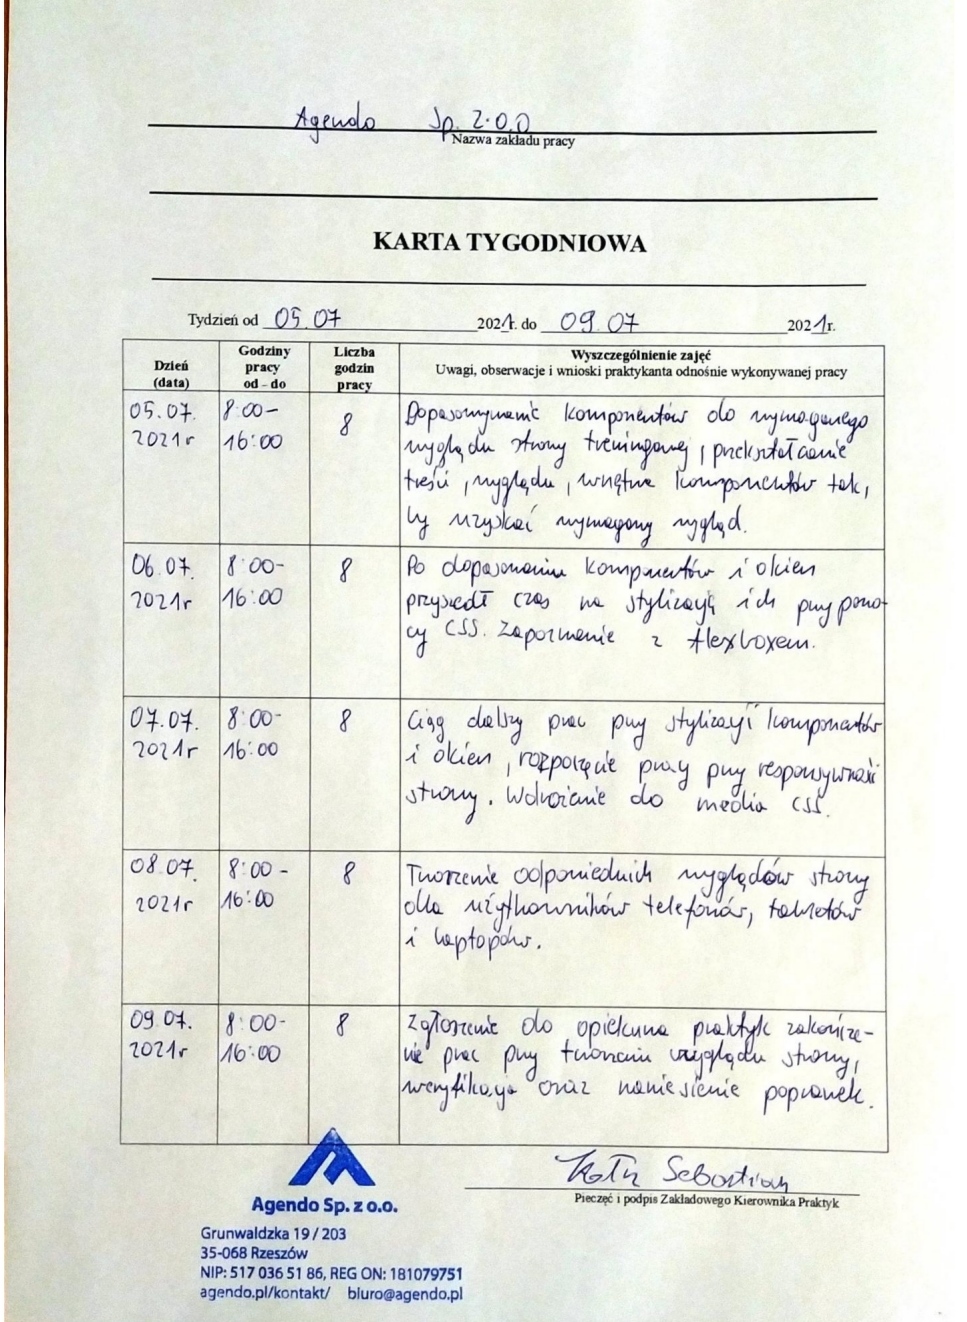 Agendo Sp. z.o.o
Nazwa zakładu pracy
KARTA TYGODNIOWA
Tydzień od 05.07 2021r. do 09.07 2021r.
Dzień (data)
Godziny pracy od - do
Liczba godzin pracy
Wyszczególnienie zajęć
Uwagi, obserwacje i wnioski praktykanta odnośnie wykonywanej pracy
05.07. 2021r
8:00-16:00
8
Dopasowywanie komponentów do wymaganego
wyglądu strony treningowej, przekształcanie
treści, wyglądu, wnętrza komponentów tak,
by uzyskać wymagany wygląd.
06.07. 2021r
8:00-16:00
8
Po dopasowaniu komponentów i okien
przyszedł czas na stylizację ich przy pomo-
cy CSS. Zapoznanie z flexboxem.
07.07. 2021r
8:00-16:00
8
Ciąg dalszy prac przy stylizacji komponentów
i okien, rozpoczęcie pracy przy responsywności
strony. Wdrożenie do media CSS.
08.07. 2021r
8:00-16:00
8
Tworzenie odpowiednich wyglądów strony
dla użytkowników telefonów, tabletów
i laptopów.
09.07. 2021r
8:00-16:00
8
Zgłoszenie do opiekuna praktyk zakończe-
nie prac przy tworzeniu wyglądu strony,
weryfikacja oraz naniesienie poprawek.
Sebastian
Pieczęć i podpis Zakładowego Kierownika Praktyk
Agendo Sp. z o.o.
Grunwaldzka 19 / 203
35-068 Rzeszów
NIP: 517 036 51 86, REG ON: 181079751
agendo.pl/kontakt/ biuro@agendo.pl